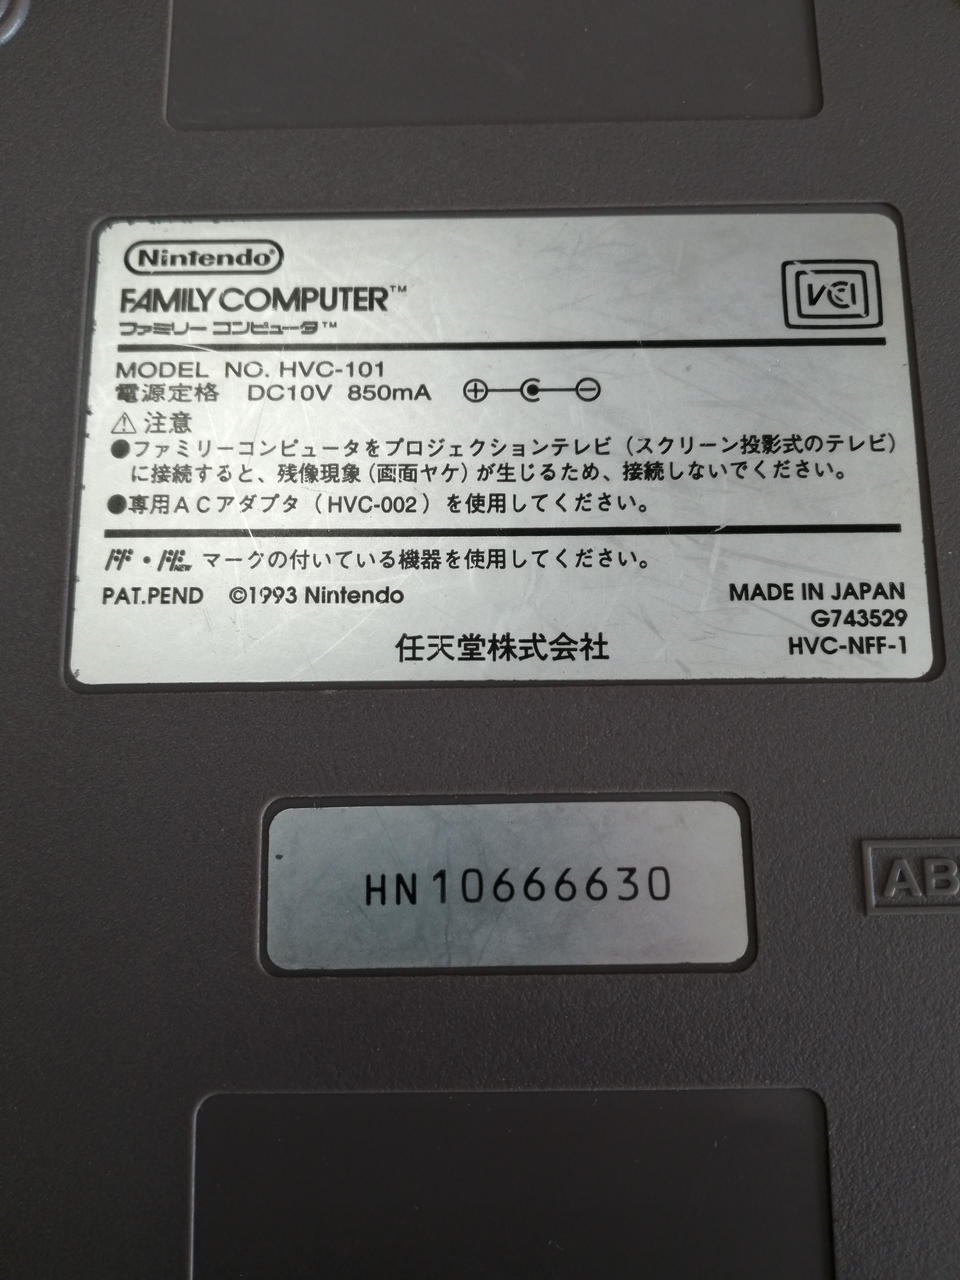 Nintendo®
FAMILY COMPUTER™
ファミリー コンピュータ™
VCI
MODEL NO. HVC-101
電源定格 DC10V 850mA
⚠注意
●ファミリーコンピュータをプロジェクションテレビ（スクリーン投影式のテレビ）
に接続すると、残像現象（画面ヤケ）が生じるため、接続しないでください。
●専用ACアダプタ（HVC-002）を使用してください。
FF・FF NEW マークの付いている機器を使用してください。
PAT.PEND ©1993 Nintendo
MADE IN JAPAN
G743529
HVC-NFF-1
任天堂株式会社
HN10666630
AB